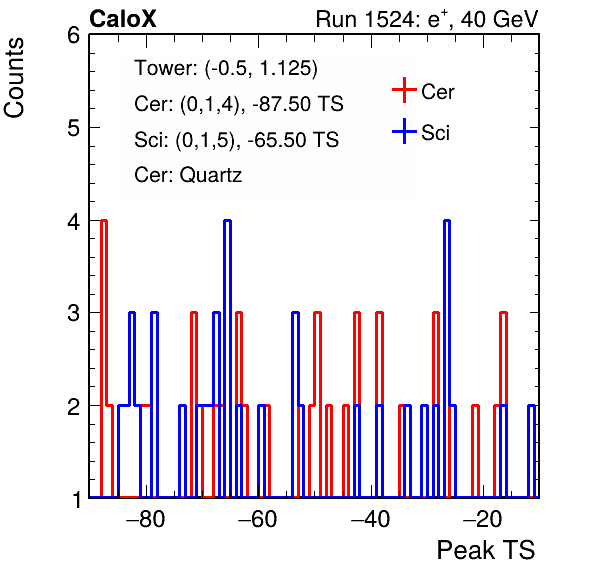 CaloX Run 1524: e⁺, 40 GeV
Counts
6
5
4
3
2
1
Tower: (-0.5, 1.125)
Cer: (0,1,4), -87.50 TS
Sci: (0,1,5), -65.50 TS
Cer: Quartz
Cer
Sci
−80 −60 −40 −20
Peak TS